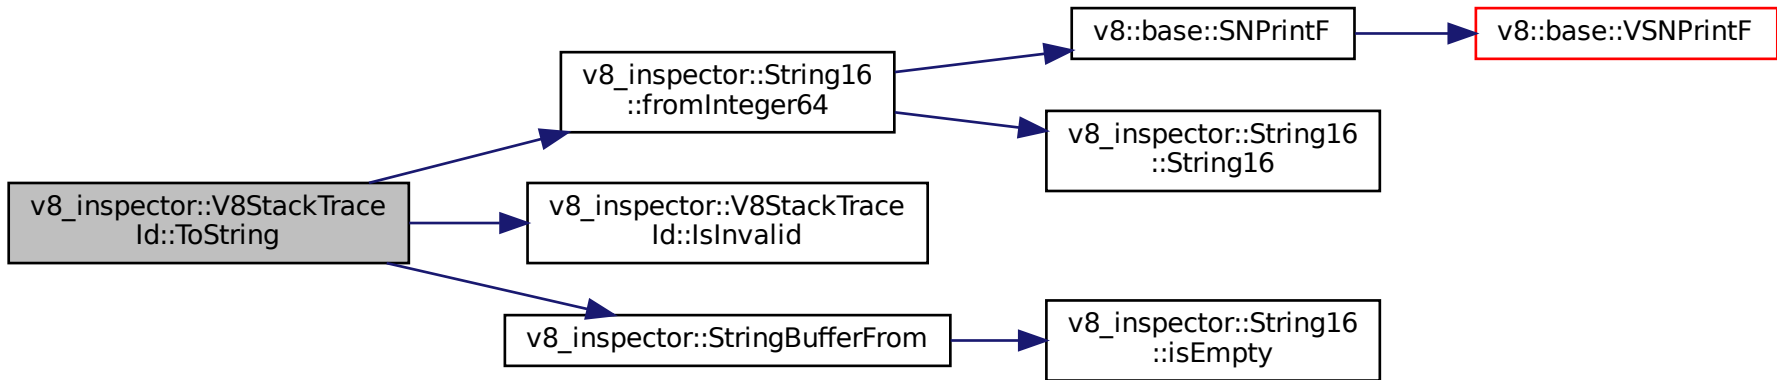 v8_inspector::V8StackTrace
Id::ToString
v8_inspector::String16
::fromInteger64
v8::base::SNPrintF
v8::base::VSNPrintF
v8_inspector::String16
::String16
v8_inspector::V8StackTrace
Id::IsInvalid
v8_inspector::StringBufferFrom
v8_inspector::String16
::isEmpty